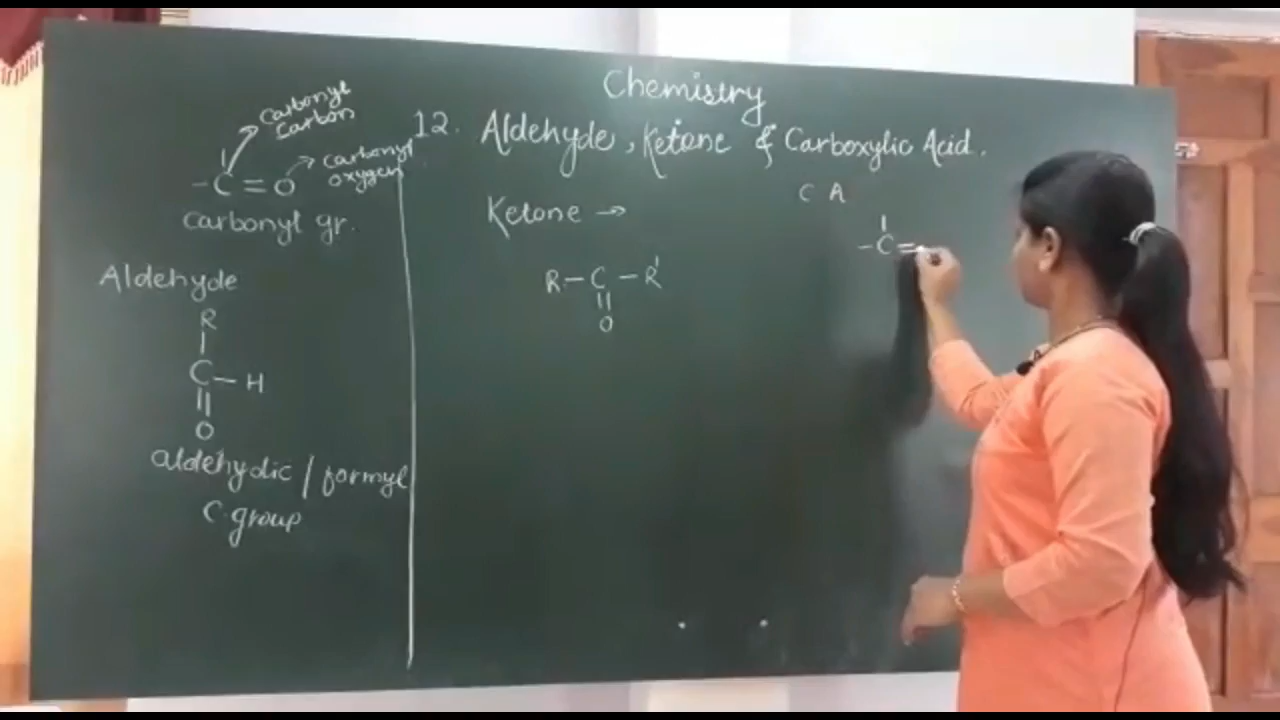 Chemistry
12. Aldehyde, Ketone & Carboxylic Acid.
Carbonyl
Carbon
-C=O
Carbonyl
oxygen
Carbonyl gr.
Aldehyde
R
C-H
O
aldehydic / formyl
C group
Ketone →
R-C-R'
O
C A
-C=